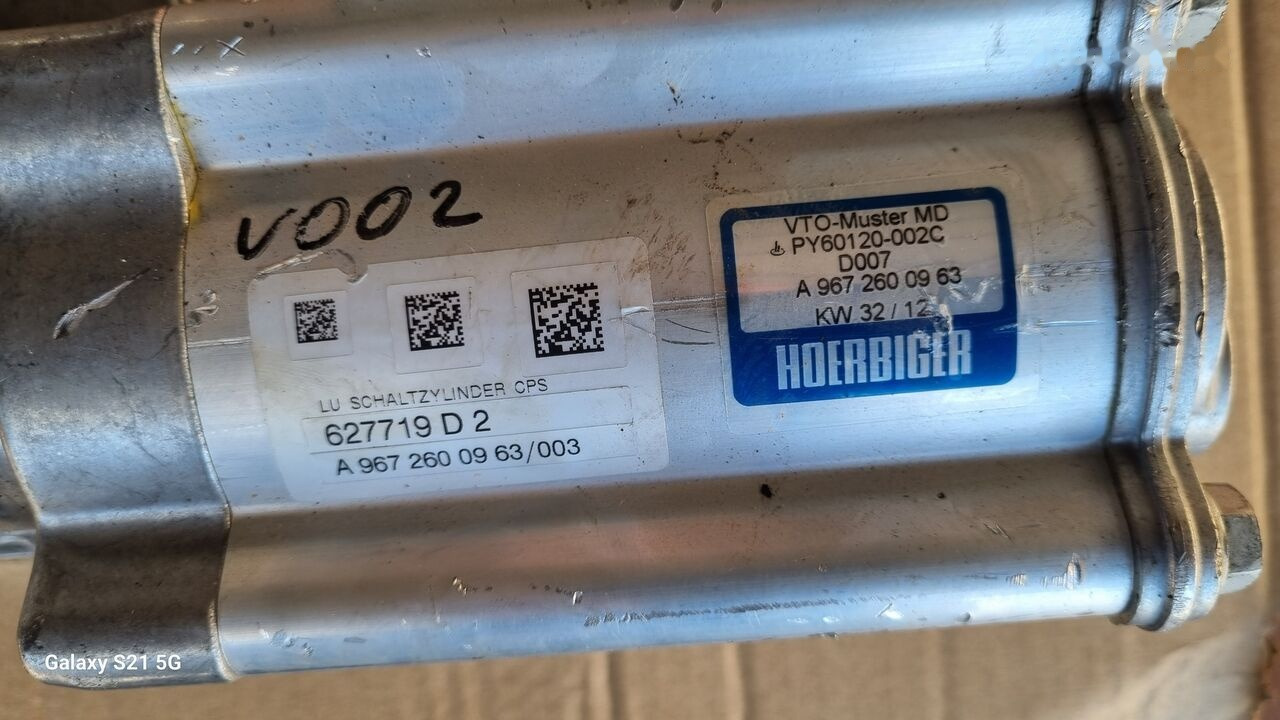 V002
LU SCHALTZYLINDER CPS
627719 D 2
A 967 260 09 63/003
VTO-Muster MD
PY60120-002C
D007
A 967 260 09 63
KW 32 / 12
HOERBIGER
Galaxy S21 5G